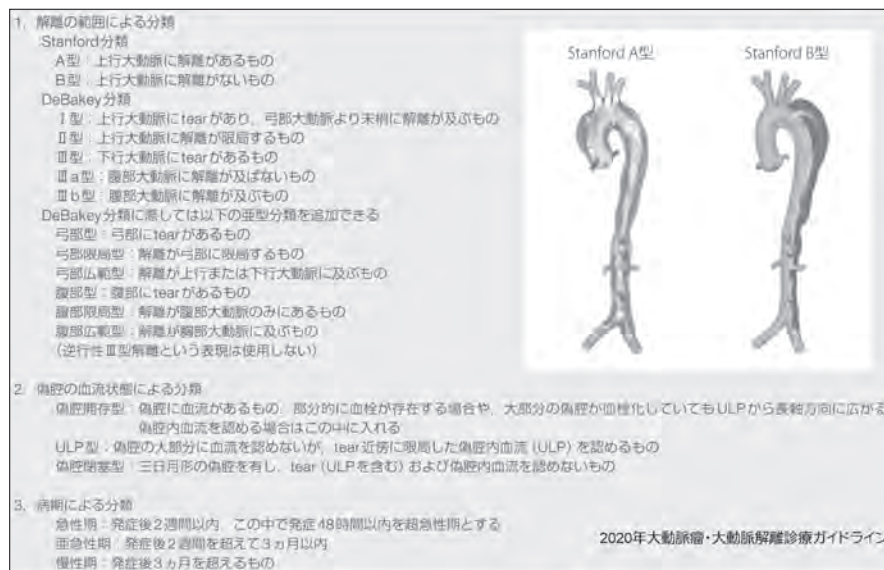 1. 解離の範囲による分類
Stanford分類
A型：上行大動脈に解離があるもの
B型：上行大動脈に解離がないもの
DeBakey分類
Ⅰ型：上行大動脈にtearがあり，弓部大動脈より末梢に解離が及ぶもの
Ⅱ型：上行大動脈に解離が限局するもの
Ⅲ型：下行大動脈にtearがあるもの
Ⅲa型：腹部大動脈に解離が及ばないもの
Ⅲb型：腹部大動脈に解離が及ぶもの
DeBakey分類に際しては以下の亜型分類を追加できる
弓部型：弓部にtearがあるもの
弓部限局型：解離が弓部に限局するもの
弓部広範型：解離が上行または下行大動脈に及ぶもの
腹部型：腹部にtearがあるもの
腹部限局型：解離が腹部大動脈のみにあるもの
腹部広範型：解離が胸部大動脈に及ぶもの
（逆行性Ⅲ型解離という表現は使用しない）
Stanford A型
Stanford B型
2. 偽腔の血流状態による分類
偽腔開存型：偽腔に血流があるもの．部分的に血栓が存在する場合や，大部分の偽腔が血栓化していてもULPから長軸方向に広がる
偽腔内血流を認める場合はこの中に入れる
ULP型：偽腔の大部分に血流を認めないが，tear近傍に限局した偽腔内血流（ULP）を認めるもの
偽腔閉塞型：三日月形の偽腔を有し，tear（ULPを含む）および偽腔内血流を認めないもの
3. 病期による分類
急性期：発症後2週間以内．この中で発症48時間以内を超急性期とする
亜急性期：発症後2週間を超えて3ヵ月以内
慢性期：発症後3ヵ月を超えるもの
2020年大動脈瘤・大動脈解離診療ガイドライン